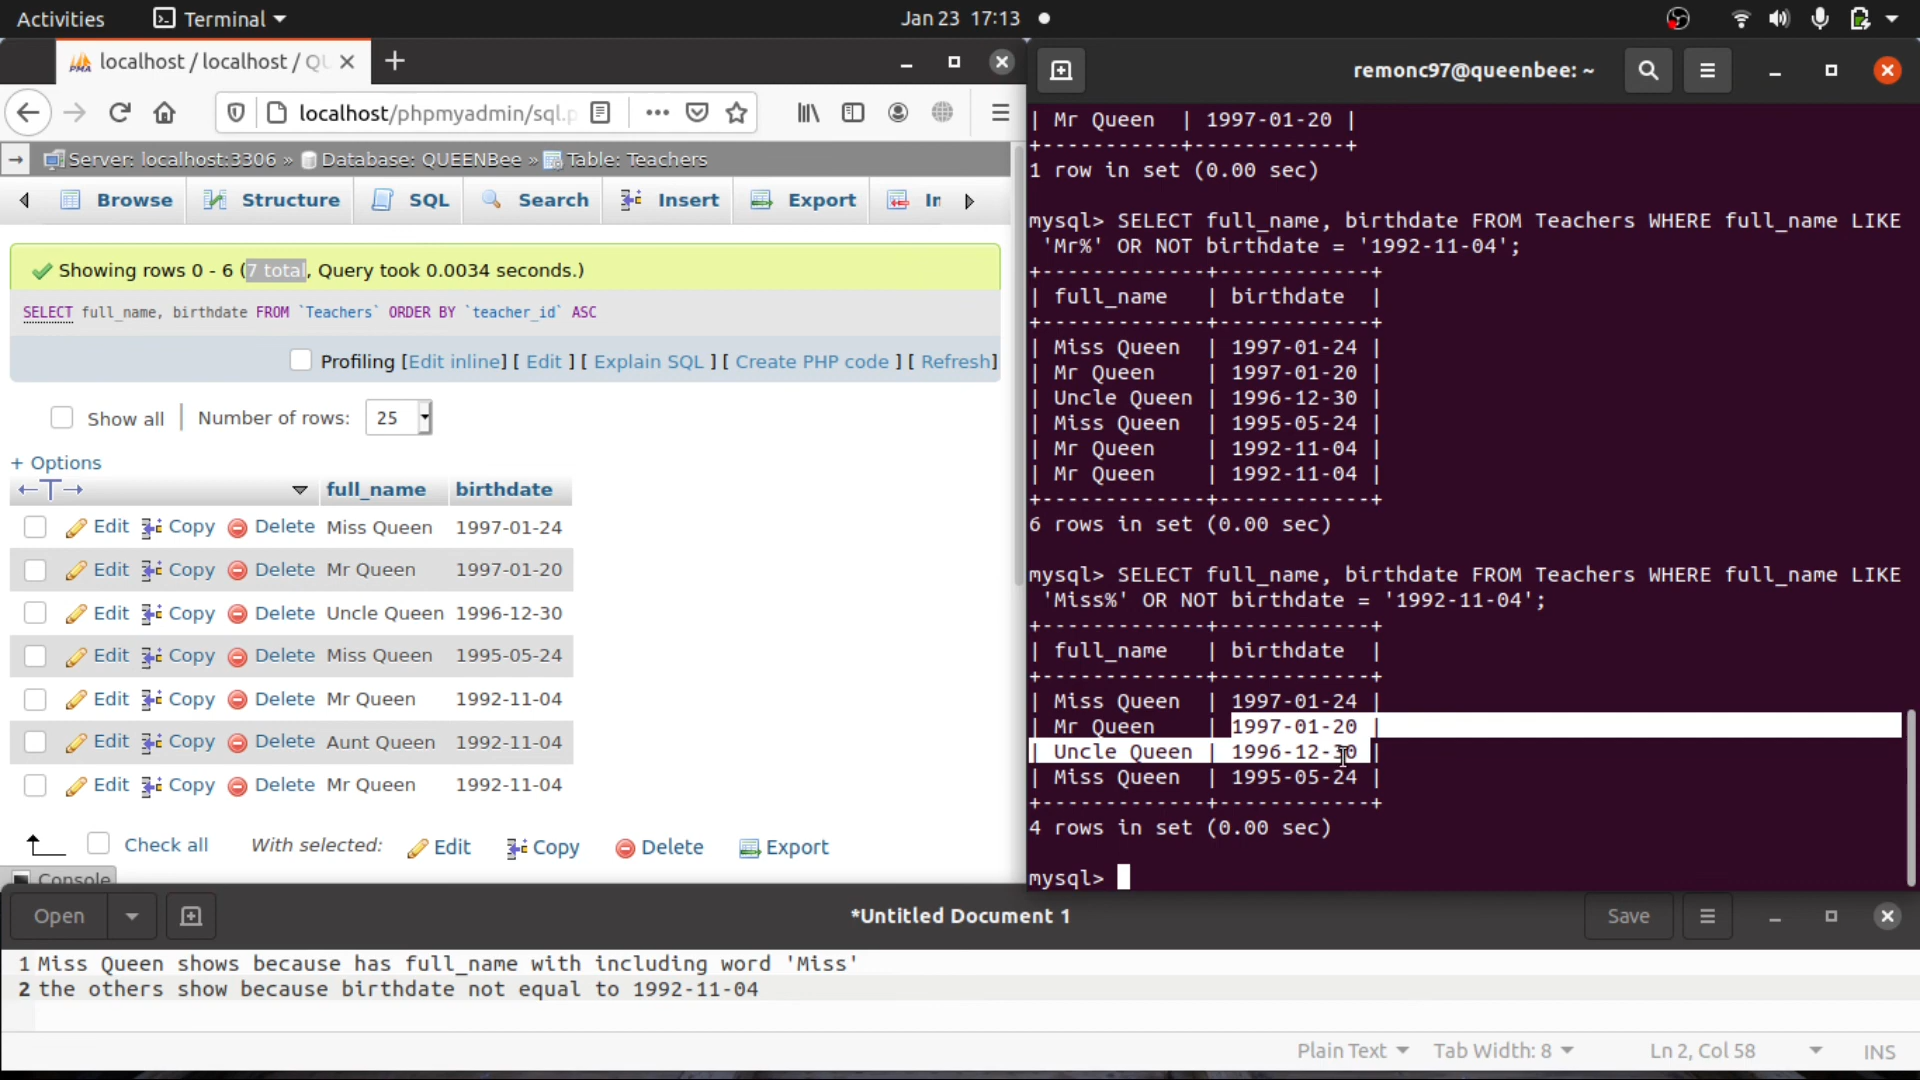 Activities
Terminal
Jan 23 17:13
localhost / localhost / QU
localhost/phpmyadmin/sql.p
Server: localhost:3306 » Database: QUEENBee » Table: Teachers
Browse
Structure
SQL
Search
Insert
Export
In
Showing rows 0 - 6 (7 total, Query took 0.0034 seconds.)
SELECT full_name, birthdate FROM `Teachers` ORDER BY `teacher_id` ASC
Profiling [Edit inline] [ Edit ] [ Explain SQL ] [ Create PHP code ] [ Refresh]
Show all
Number of rows: 25
+ Options
←T→ full_name birthdate
Edit Copy Delete Miss Queen 1997-01-24
Edit Copy Delete Mr Queen 1997-01-20
Edit Copy Delete Uncle Queen 1996-12-30
Edit Copy Delete Miss Queen 1995-05-24
Edit Copy Delete Mr Queen 1992-11-04
Edit Copy Delete Aunt Queen 1992-11-04
Edit Copy Delete Mr Queen 1992-11-04
Check all With selected: Edit Copy Delete Export
Console
remonc97@queenbee: ~
| Mr Queen | 1997-01-20 |
+-----------+------------+
1 row in set (0.00 sec)
mysql> SELECT full_name, birthdate FROM Teachers WHERE full_name LIKE
'Mr%' OR NOT birthdate = '1992-11-04';
+-------------+------------+
| full_name | birthdate |
+-------------+------------+
| Miss Queen | 1997-01-24 |
| Mr Queen | 1997-01-20 |
| Uncle Queen | 1996-12-30 |
| Miss Queen | 1995-05-24 |
| Mr Queen | 1992-11-04 |
| Mr Queen | 1992-11-04 |
+-------------+------------+
6 rows in set (0.00 sec)
mysql> SELECT full_name, birthdate FROM Teachers WHERE full_name LIKE
'Miss%' OR NOT birthdate = '1992-11-04';
+-------------+------------+
| full_name | birthdate |
+-------------+------------+
| Miss Queen | 1997-01-24 |
| Mr Queen | 1997-01-20 |
| Uncle Queen | 1996-12-30 |
| Miss Queen | 1995-05-24 |
+-------------+------------+
4 rows in set (0.00 sec)
mysql>
Open
*Untitled Document 1
Save
1 Miss Queen shows because has full_name with including word 'Miss'
2 the others show because birthdate not equal to 1992-11-04
Plain Text
Tab Width: 8
Ln 2, Col 58
INS